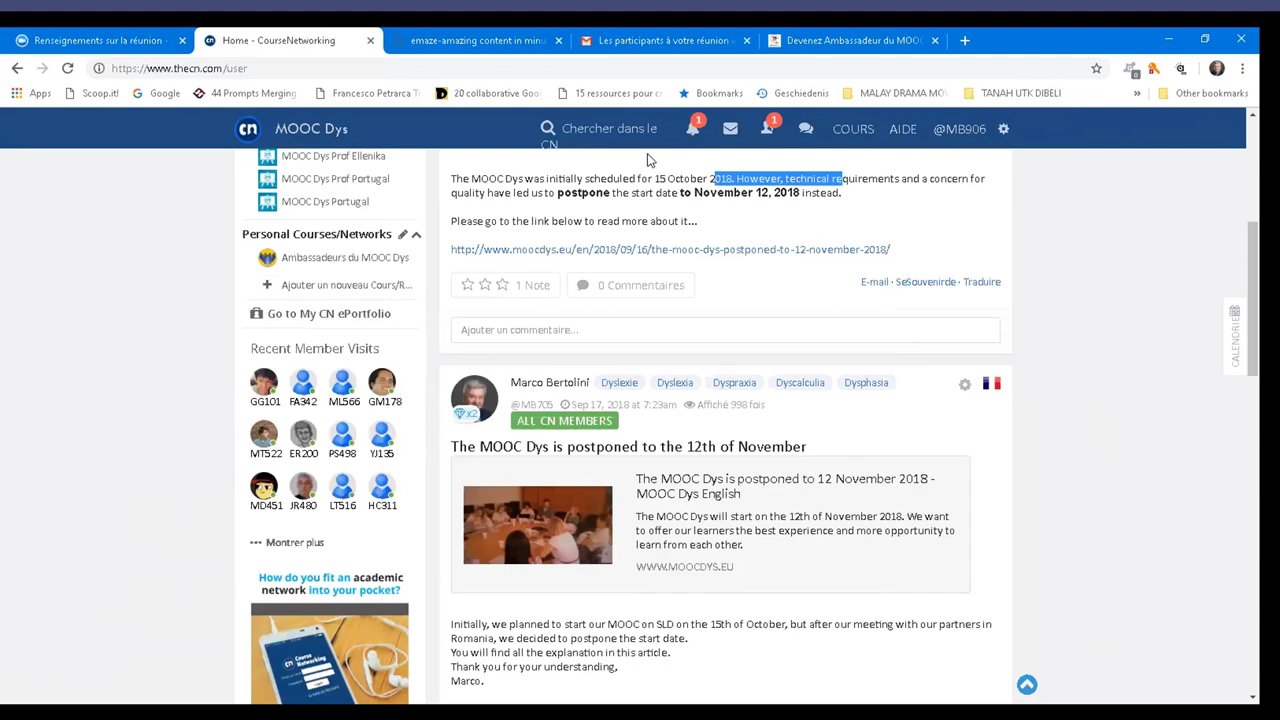 Renseignements sur la réunion -
Home - CourseNetworking
emaze-amazing content in minu
Les participants à votre réunion v
Devenez Ambassadeur du MOO
https://www.thecn.com/user
Apps
Scoop.it!
Google
44 Prompts Merging
Francesco Petrarca T
20 collaborative Goo
15 ressources pour cr
Bookmarks
Geschiedenis
MALAY DRAMA MOV
TANAH UTK DIBELI
Other bookmarks
cn MOOC Dys
Chercher dans le
CN
1
1
COURS
AIDE
@MB906
MOOC Dys Prof Ellenika
MOOC Dys Prof Portugal
MOOC Dys Portugal
Personal Courses/Networks
Ambassadeurs du MOOC Dys
+ Ajouter un nouveau Cours/R...
Go to My CN ePortfolio
Recent Member Visits
GG101 FA342 ML566 GM178
MT522 ER200 PS498 YJ135
MD451 JR480 LT516 HC311
Montrer plus
How do you fit an academic
network into your pocket?
CN Course
Networking
The MOOC Dys was initially scheduled for 15 October 2018. However, technical requirements and a concern for
quality have led us to postpone the start date to November 12, 2018 instead.
Please go to the link below to read more about it...
http://www.moocdys.eu/en/2018/09/16/the-mooc-dys-postponed-to-12-november-2018/
1 Note
0 Commentaires
E-mail · SeSouvenirde · Traduire
Ajouter un commentaire...
Marco Bertolini Dyslexie Dyslexia Dyspraxia Dyscalculia Dysphasia
@MB705 Sep 17, 2018 at 7:23am Affiché 998 fois
x2
ALL CN MEMBERS
The MOOC Dys is postponed to the 12th of November
The MOOC Dys is postponed to 12 November 2018 -
MOOC Dys English
The MOOC Dys will start on the 12th of November 2018. We want
to offer our learners the best experience and more opportunity to
learn from each other.
WWW.MOOCDYS.EU
Initially, we planned to start our MOOC on SLD on the 15th of October, but after our meeting with our partners in
Romania, we decided to postpone the start date.
You will find all the explanation in this article.
Thank you for your understanding,
Marco.
CALENDRIE